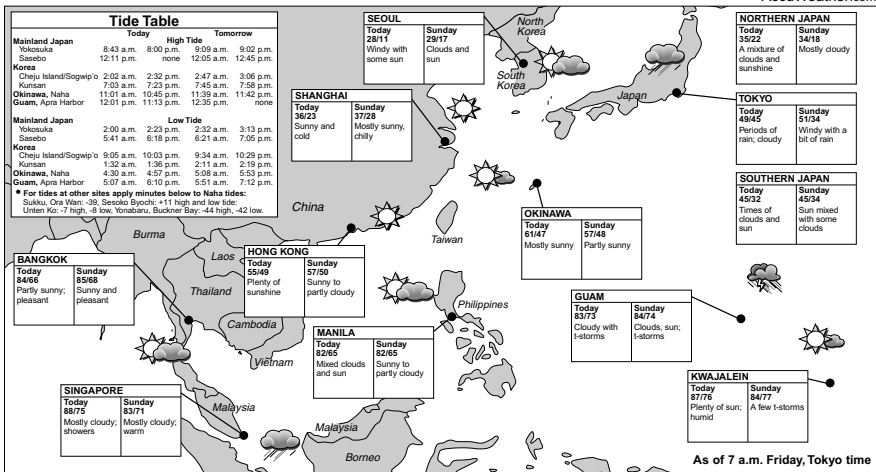 Tide Table
Today Tomorrow
Mainland Japan High Tide
Yokosuka 8:43 a.m. 8:00 p.m. 9:09 a.m. 9:02 p.m.
Sasebo 12:11 p.m. none 12:05 a.m. 12:45 p.m.
Korea
Cheju Island/Sogwip'o 2:02 a.m. 2:32 p.m. 2:47 a.m. 3:06 p.m.
Kunsan 7:03 a.m. 7:23 p.m. 7:45 a.m. 7:58 p.m.
Okinawa, Naha 11:01 a.m. 10:45 p.m. 11:39 a.m. 11:42 p.m.
Guam, Apra Harbor 12:01 p.m. 11:13 p.m. 12:35 p.m. none
Mainland Japan Low Tide
Yokosuka 2:00 a.m. 2:23 p.m. 2:32 a.m. 3:13 p.m.
Sasebo 5:41 a.m. 6:18 p.m. 6:21 a.m. 7:05 p.m.
Korea
Cheju Island/Sogwip'o 9:05 a.m. 10:03 p.m. 9:34 a.m. 10:29 p.m.
Kunsan 1:32 a.m. 1:36 p.m. 2:11 a.m. 2:19 p.m.
Okinawa, Naha 4:30 a.m. 4:57 p.m. 5:08 a.m. 5:53 p.m.
Guam, Apra Harbor 5:07 a.m. 6:10 p.m. 5:51 a.m. 7:12 p.m.
• For tides at other sites apply minutes below to Naha tides:
Sukku, Ora Wan: -39, Sesoko Byochi: +11 high and low tide:
Unten Ko: -7 high, -8 low, Yonabaru, Buckner Bay: -44 high, -42 low.
SEOUL
Today Sunday
28/11 29/17
Windy with Clouds and
some sun sun
North
Korea
South
Korea
Japan
NORTHERN JAPAN
Today Sunday
35/22 34/18
A mixture of Mostly cloudy
clouds and
sunshine
SHANGHAI
Today Sunday
36/23 37/28
Sunny and Mostly sunny,
cold chilly
TOKYO
Today Sunday
49/45 51/34
Periods of Windy with a
rain; cloudy bit of rain
SOUTHERN JAPAN
Today Sunday
45/32 45/34
Times of Sun mixed
clouds and with some
sun clouds
China
Taiwan
OKINAWA
Today Sunday
61/47 57/48
Mostly sunny Partly sunny
Burma
Laos
Thailand
Cambodia
Vietnam
HONG KONG
Today Sunday
55/49 57/50
Plenty of Sunny to
sunshine partly cloudy
BANGKOK
Today Sunday
84/66 85/68
Partly sunny; Sunny and
pleasant pleasant
Philippines
MANILA
Today Sunday
82/65 82/65
Mixed clouds Sunny to
and sun partly cloudy
GUAM
Today Sunday
83/73 84/74
Cloudy with Clouds, sun;
t-storms t-storms
KWAJALEIN
Today Sunday
87/76 84/77
Plenty of sun; A few t-storms
humid
SINGAPORE
Today Sunday
88/75 83/71
Mostly cloudy; Mostly cloudy;
showers warm
Malaysia
Malaysia
Borneo
As of 7 a.m. Friday, Tokyo time